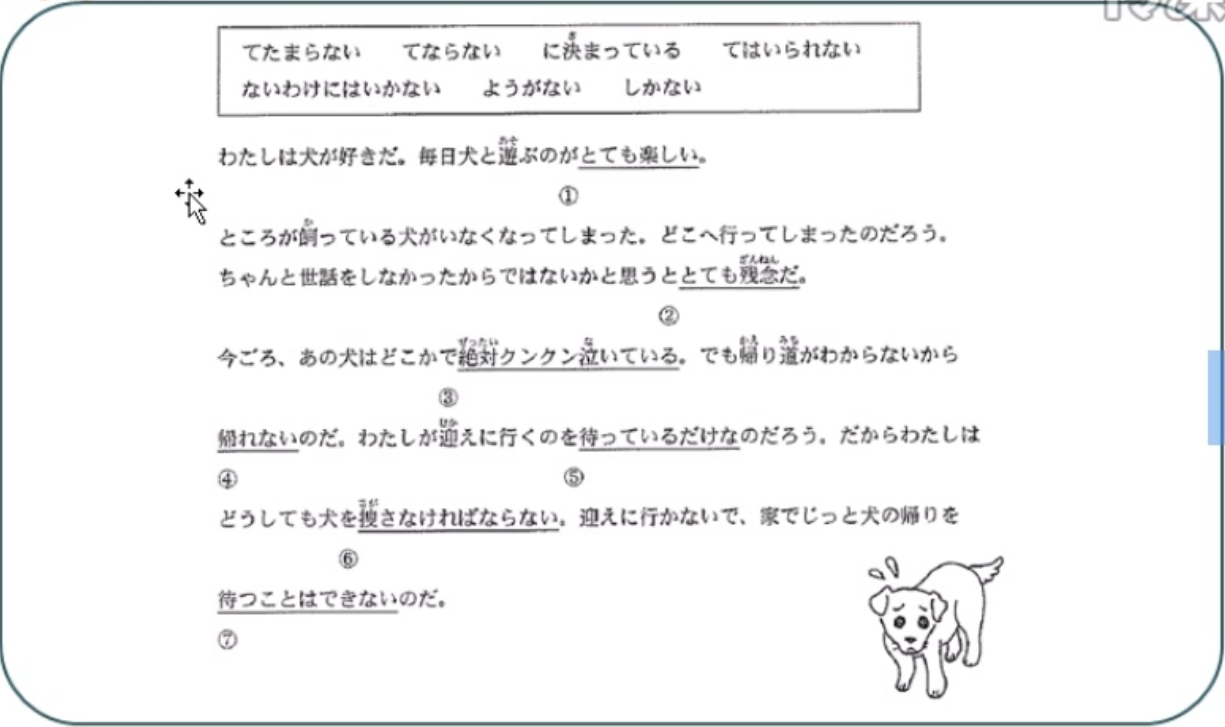 てたまらない　てならない　に決まっている　てはいられない
ないわけにはいかない　ようがない　しかない
わたしは犬が好きだ。毎日犬と遊ぶのがとても楽しい。
①
ところが飼っている犬がいなくなってしまった。どこへ行ってしまったのだろう。
ちゃんと世話をしなかったからではないかと思うととても残念だ。
②
今ごろ、あの犬はどこかで絶対クンクン泣いている。でも帰り道がわからないから
③
帰れないのだ。わたしが迎えに行くのを待っているだけなのだろう。だからわたしは
④　⑤
どうしても犬を捜さなければならない。迎えに行かないで、家でじっと犬の帰りを
⑥
待つことはできないのだ。
⑦